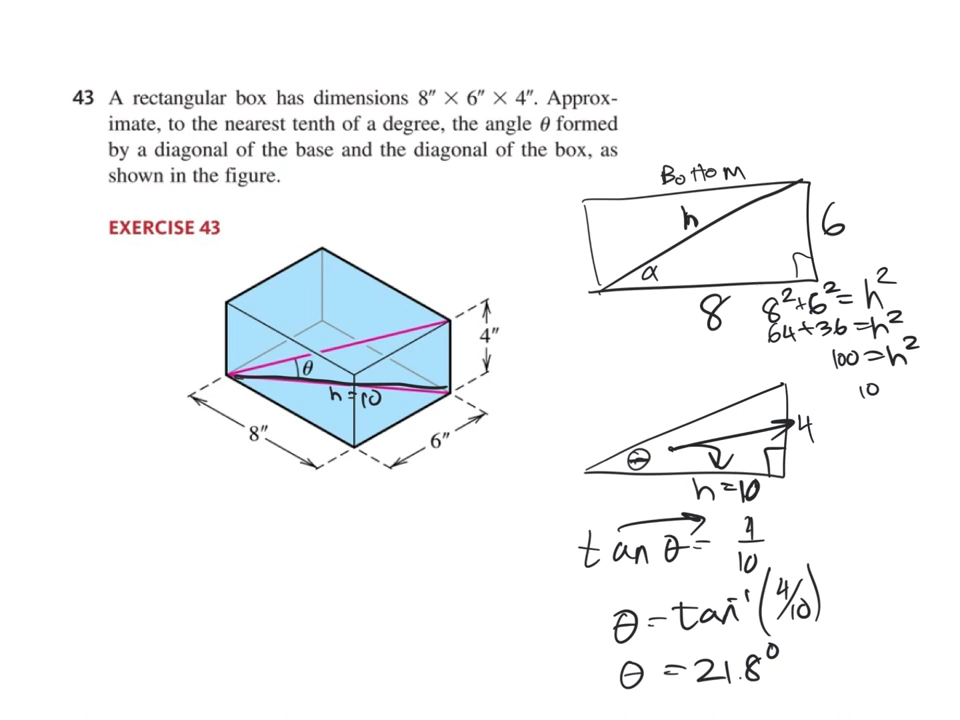 43 A rectangular box has dimensions 8″ × 6″ × 4″. Approx-
imate, to the nearest tenth of a degree, the angle θ formed
by a diagonal of the base and the diagonal of the box, as
shown in the figure.
EXERCISE 43
4″
θ
h=10
8″
6″
Bottom
h
6
α
8
8²+6²=h²
64+36=h²
100=h²
10
4
θ
h=10
tan θ = 4/10
θ = tan⁻¹(4/10)
θ = 21.8°